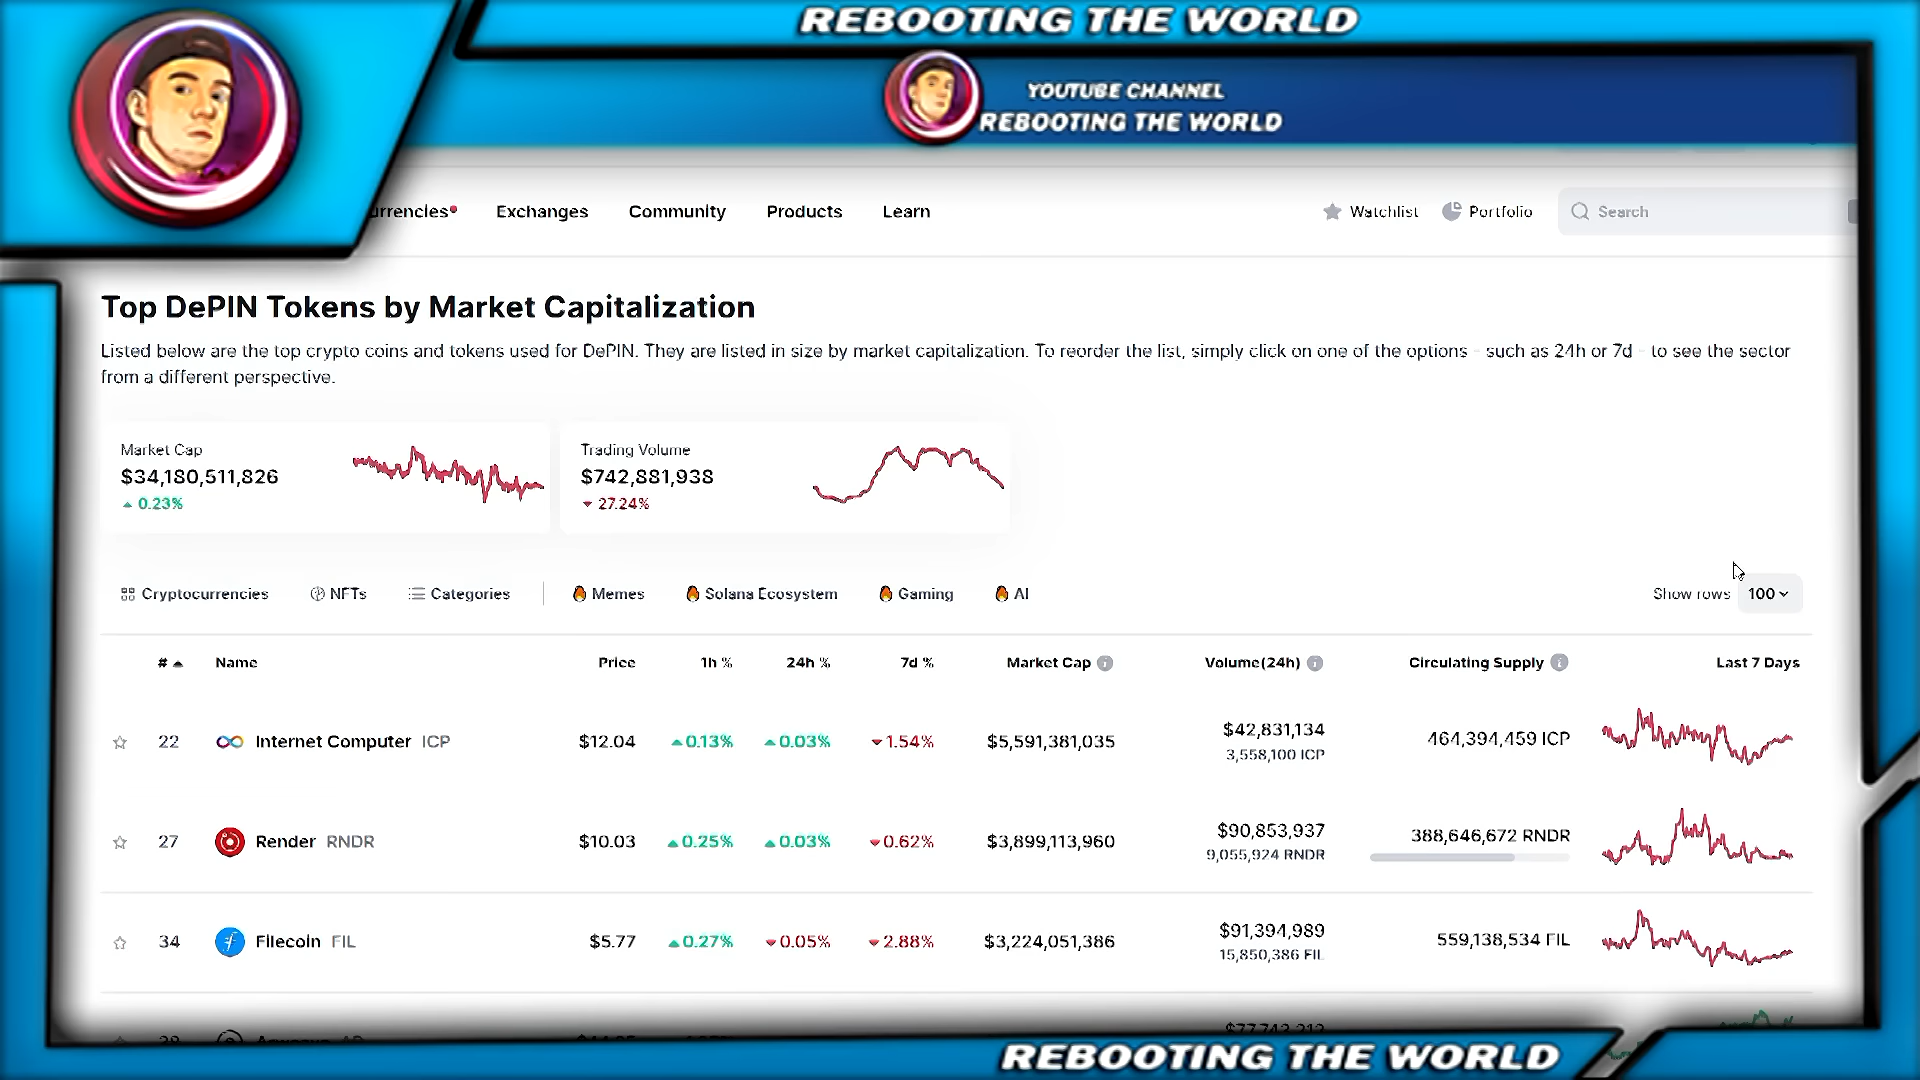 REBOOTING THE WORLD
YOUTUBE CHANNEL
REBOOTING THE WORLD
Exchanges Community Products Learn Watchlist Portfolio Search
Top DePIN Tokens by Market Capitalization
Listed below are the top crypto coins and tokens used for DePIN. They are listed in size by market capitalization. To reorder the list, simply click on one of the options - such as 24h or 7d - to see the sector
from a different perspective.
Market Cap
$34,180,511,826
0.23%
Trading Volume
$742,881,938
27.24%
Cryptocurrencies NFTs Categories Memes Solana Ecosystem Gaming AI Show rows 100
# Name Price 1h % 24h % 7d % Market Cap Volume(24h) Circulating Supply Last 7 Days
22 Internet Computer ICP $12.04 0.13% 0.03% 1.54% $5,591,381,035 $42,831,134 464,394,459 ICP
3,558,100 ICP
27 Render RNDR $10.03 0.25% 0.03% 0.62% $3,899,113,960 $90,853,937 388,646,672 RNDR
9,055,924 RNDR
34 Filecoin FIL $5.77 0.27% 0.05% 2.88% $3,224,051,386 $91,394,989 559,138,534 FIL
15,850,386 FIL
REBOOTING THE WORLD